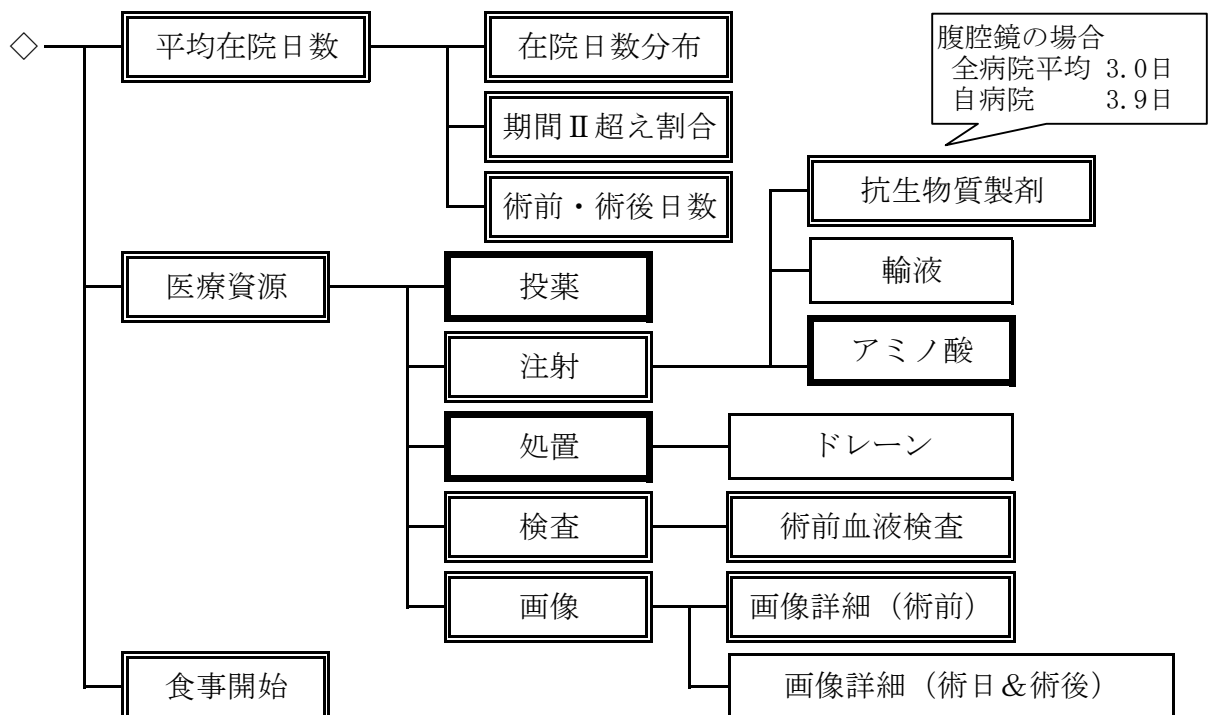 ◇
平均在院日数
在院日数分布
期間Ⅱ超え割合
術前・術後日数
腹腔鏡の場合
全病院平均 3.0日
自病院 3.9日
医療資源
投薬
注射
抗生物質製剤
輸液
アミノ酸
処置
ドレーン
検査
術前血液検査
画像
画像詳細（術前）
画像詳細（術日＆術後）
食事開始